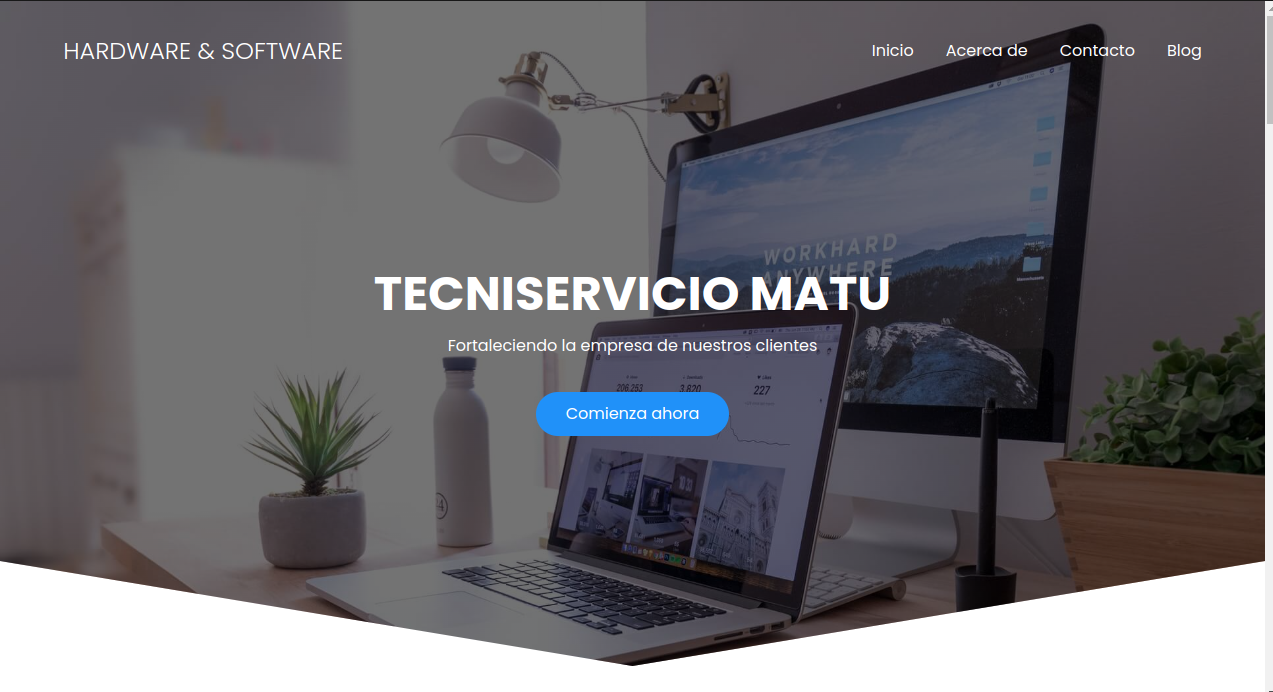 HARDWARE & SOFTWARE
Inicio
Acerca de
Contacto
Blog
WORKHARD
ANYWHERE
TECNISERVICIO MATU
Fortaleciendo la empresa de nuestros clientes
206,253
3,820
227
Comienza ahora